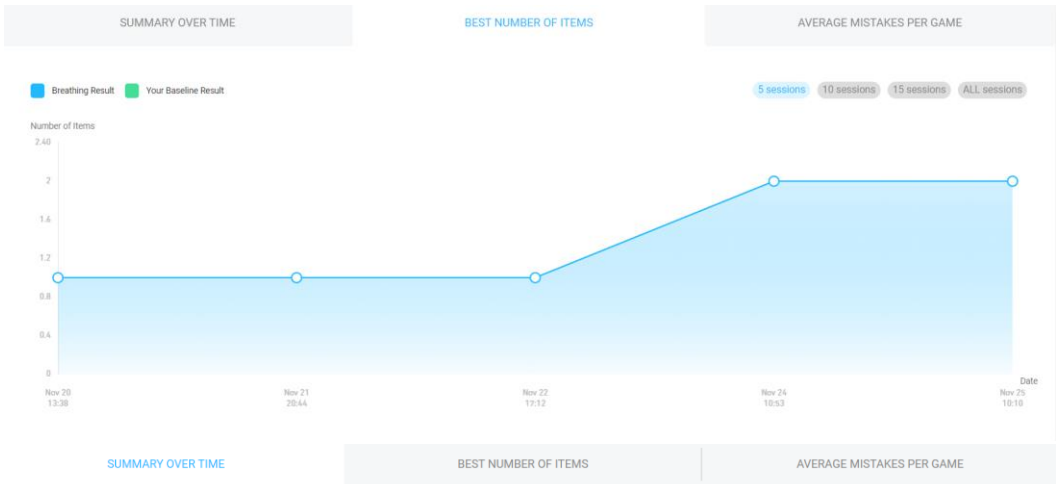 SUMMARY OVER TIME BEST NUMBER OF ITEMS AVERAGE MISTAKES PER GAME
Breathing Result Your Baseline Result 5 sessions 10 sessions 15 sessions ALL sessions
Number of Items
2.40
2
1.6
1.2
0.8
0.4
0
Date
Nov 20 Nov 21 Nov 22 Nov 24 Nov 25
13:38 20:44 17:12 10:53 10:10
SUMMARY OVER TIME BEST NUMBER OF ITEMS AVERAGE MISTAKES PER GAME